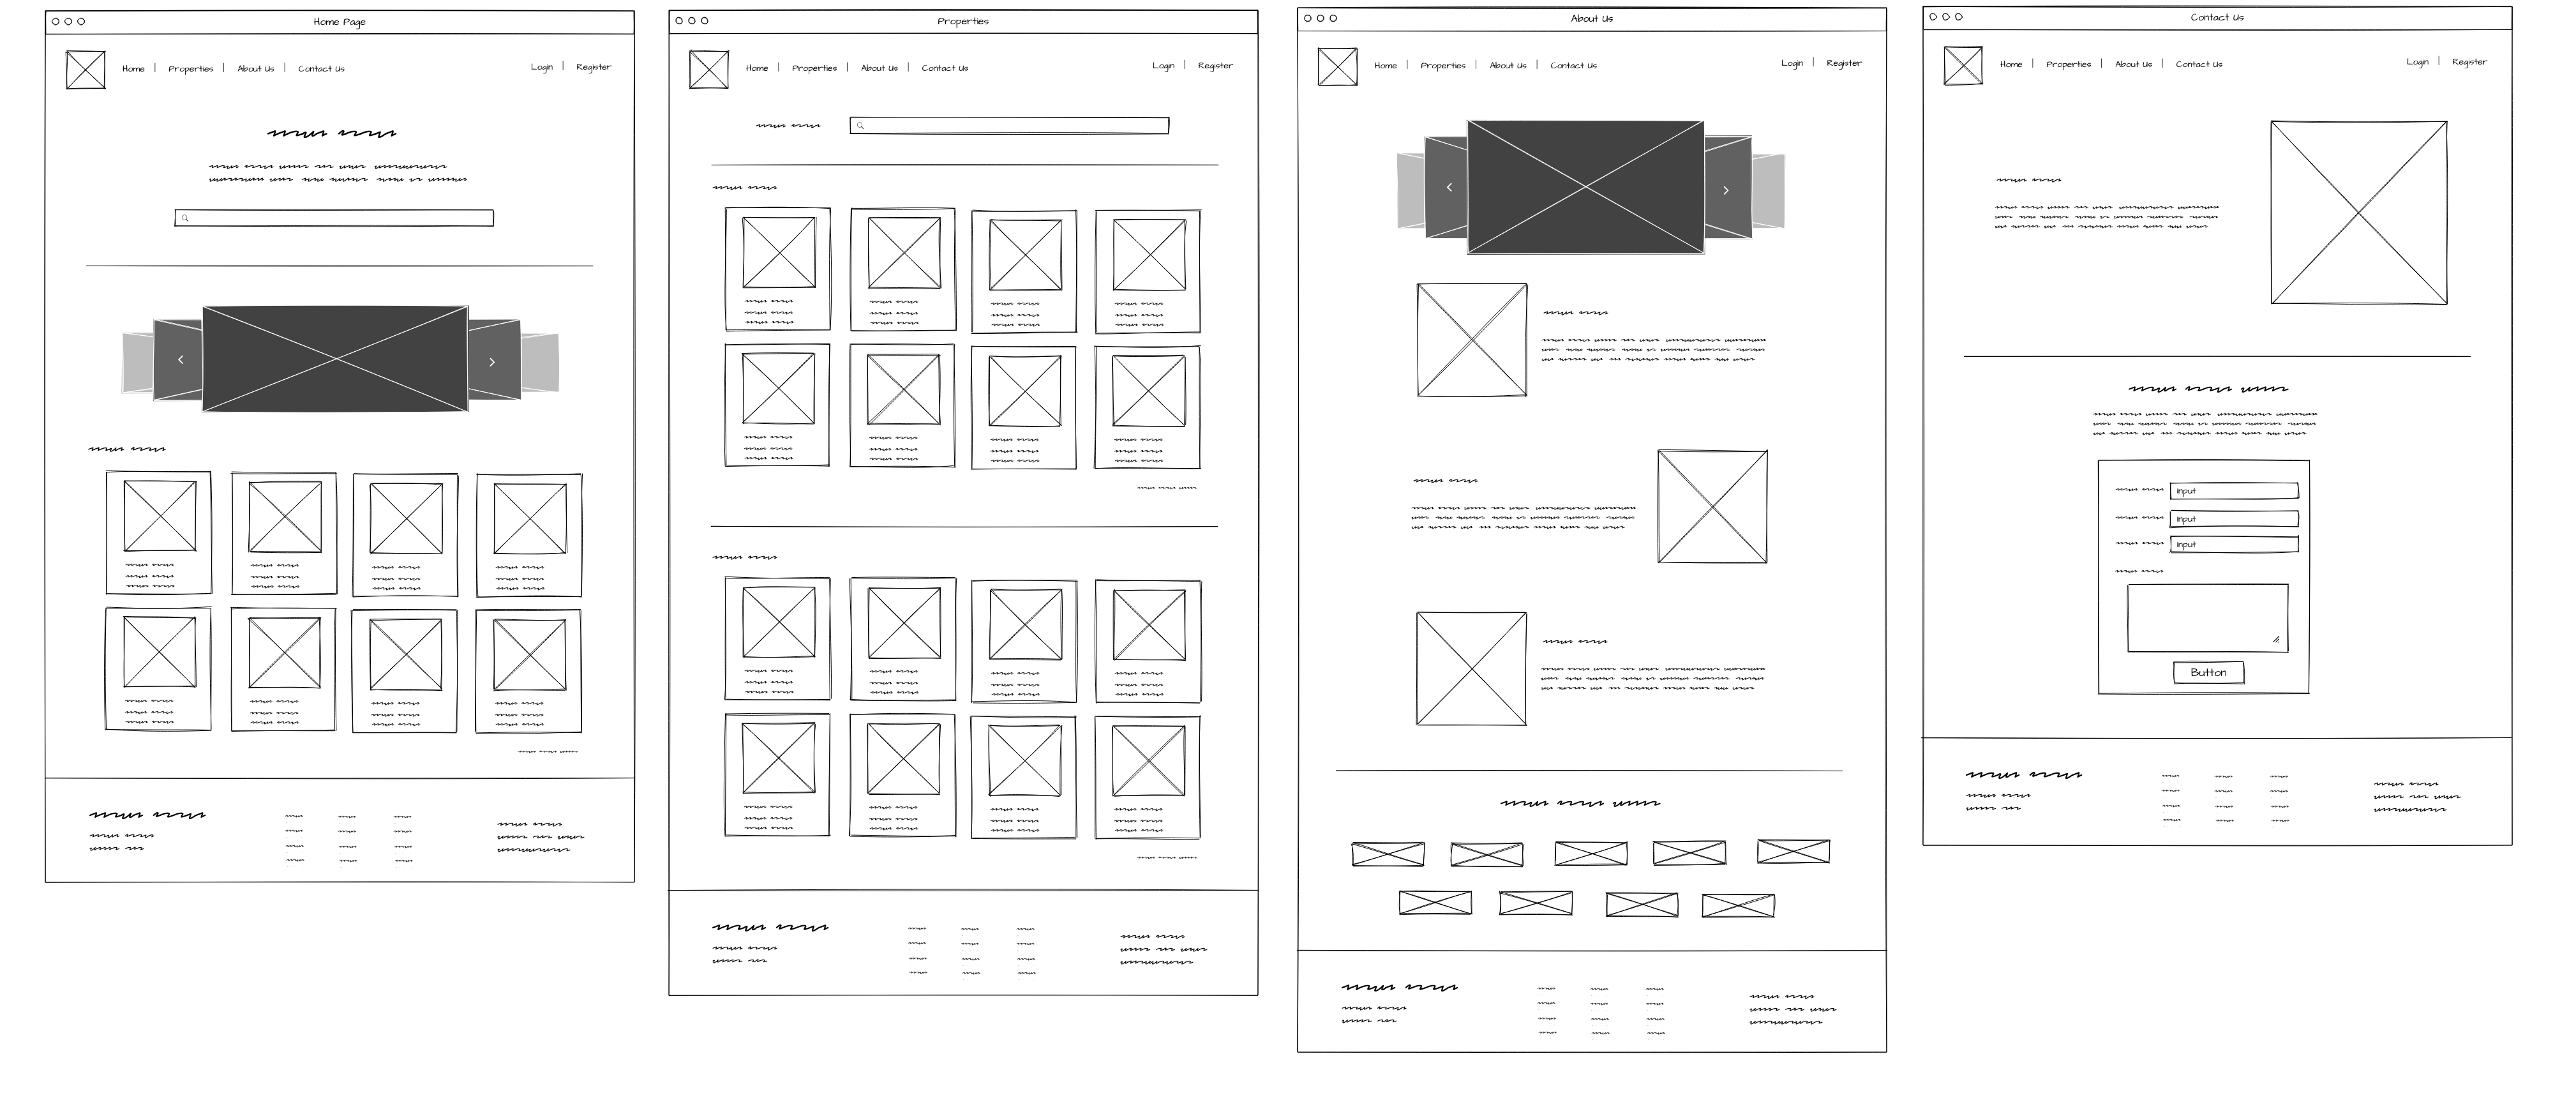 Home Page
Home | Properties | About Us | Contact Us
Login | Register
Properties
Home | Properties | About Us | Contact Us
Login | Register
About Us
Home | Properties | About Us | Contact Us
Login | Register
Contact Us
Home | Properties | About Us | Contact Us
Login | Register
Input
Input
Input
Button